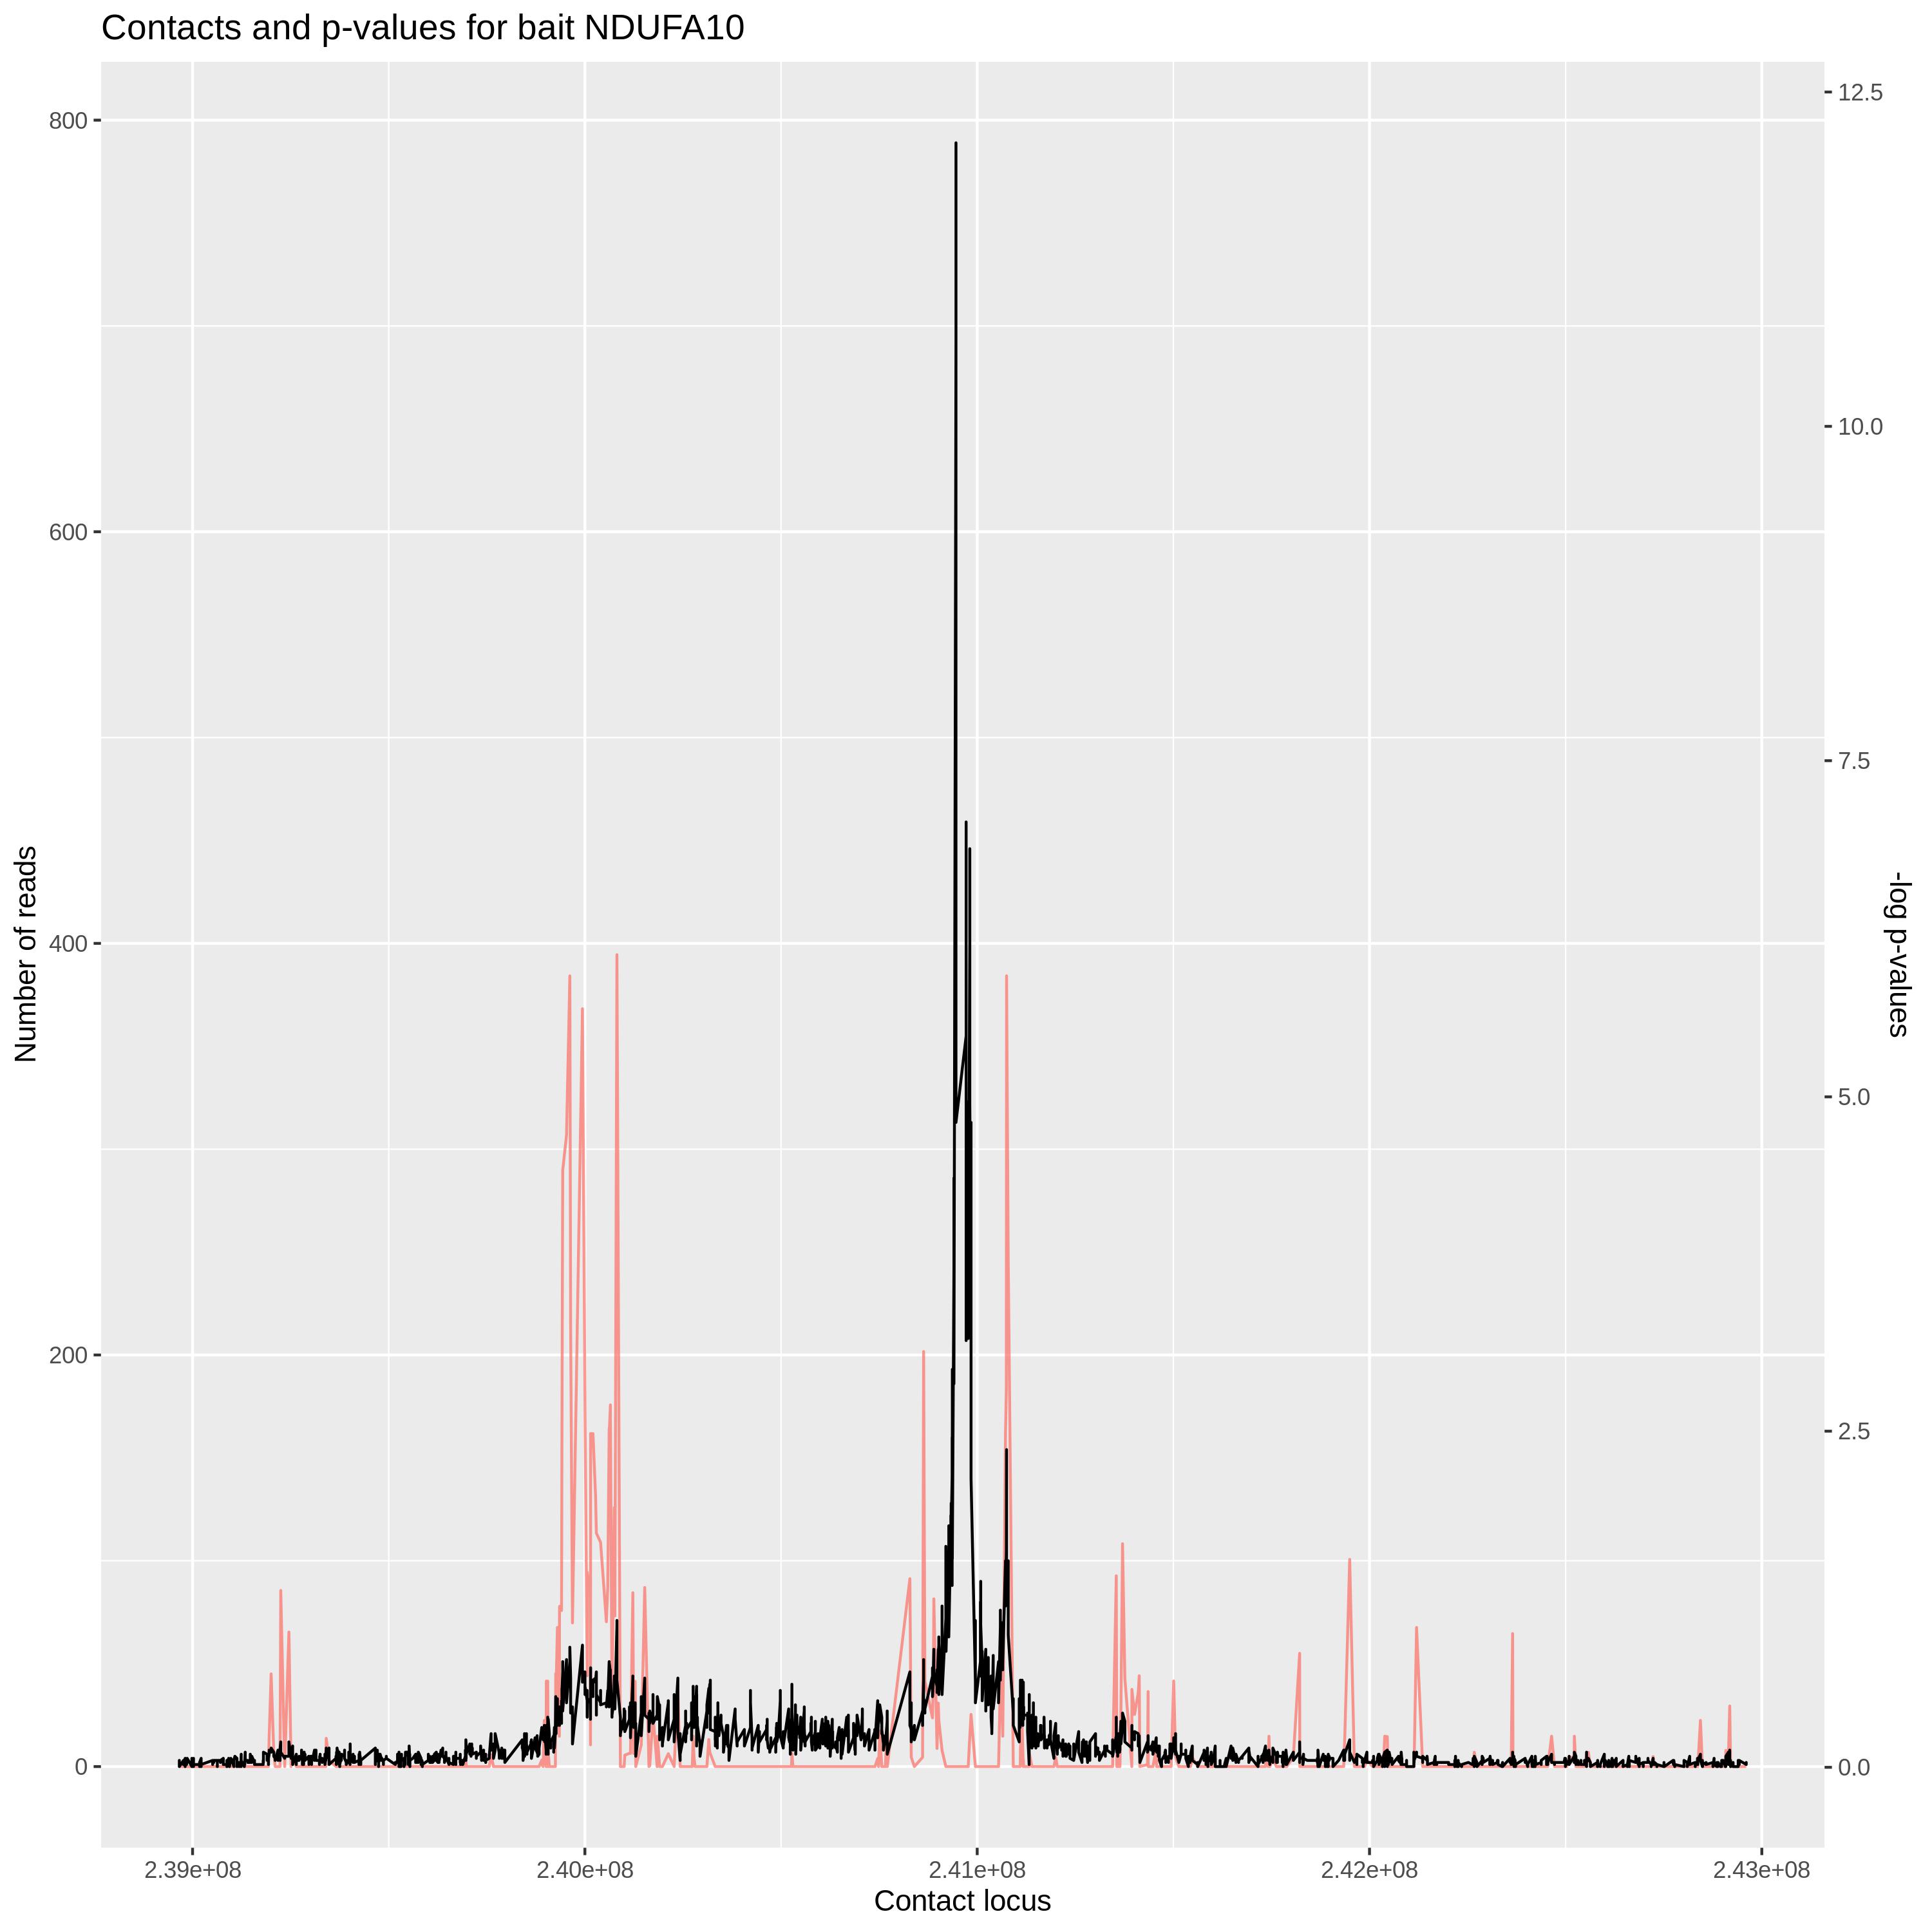 Contacts and p-values for bait NDUFA10
800
600
400
200
0
Number of reads
12.5
10.0
7.5
5.0
2.5
0.0
-log p-values
2.39e+08
2.40e+08
2.41e+08
2.42e+08
2.43e+08
Contact locus